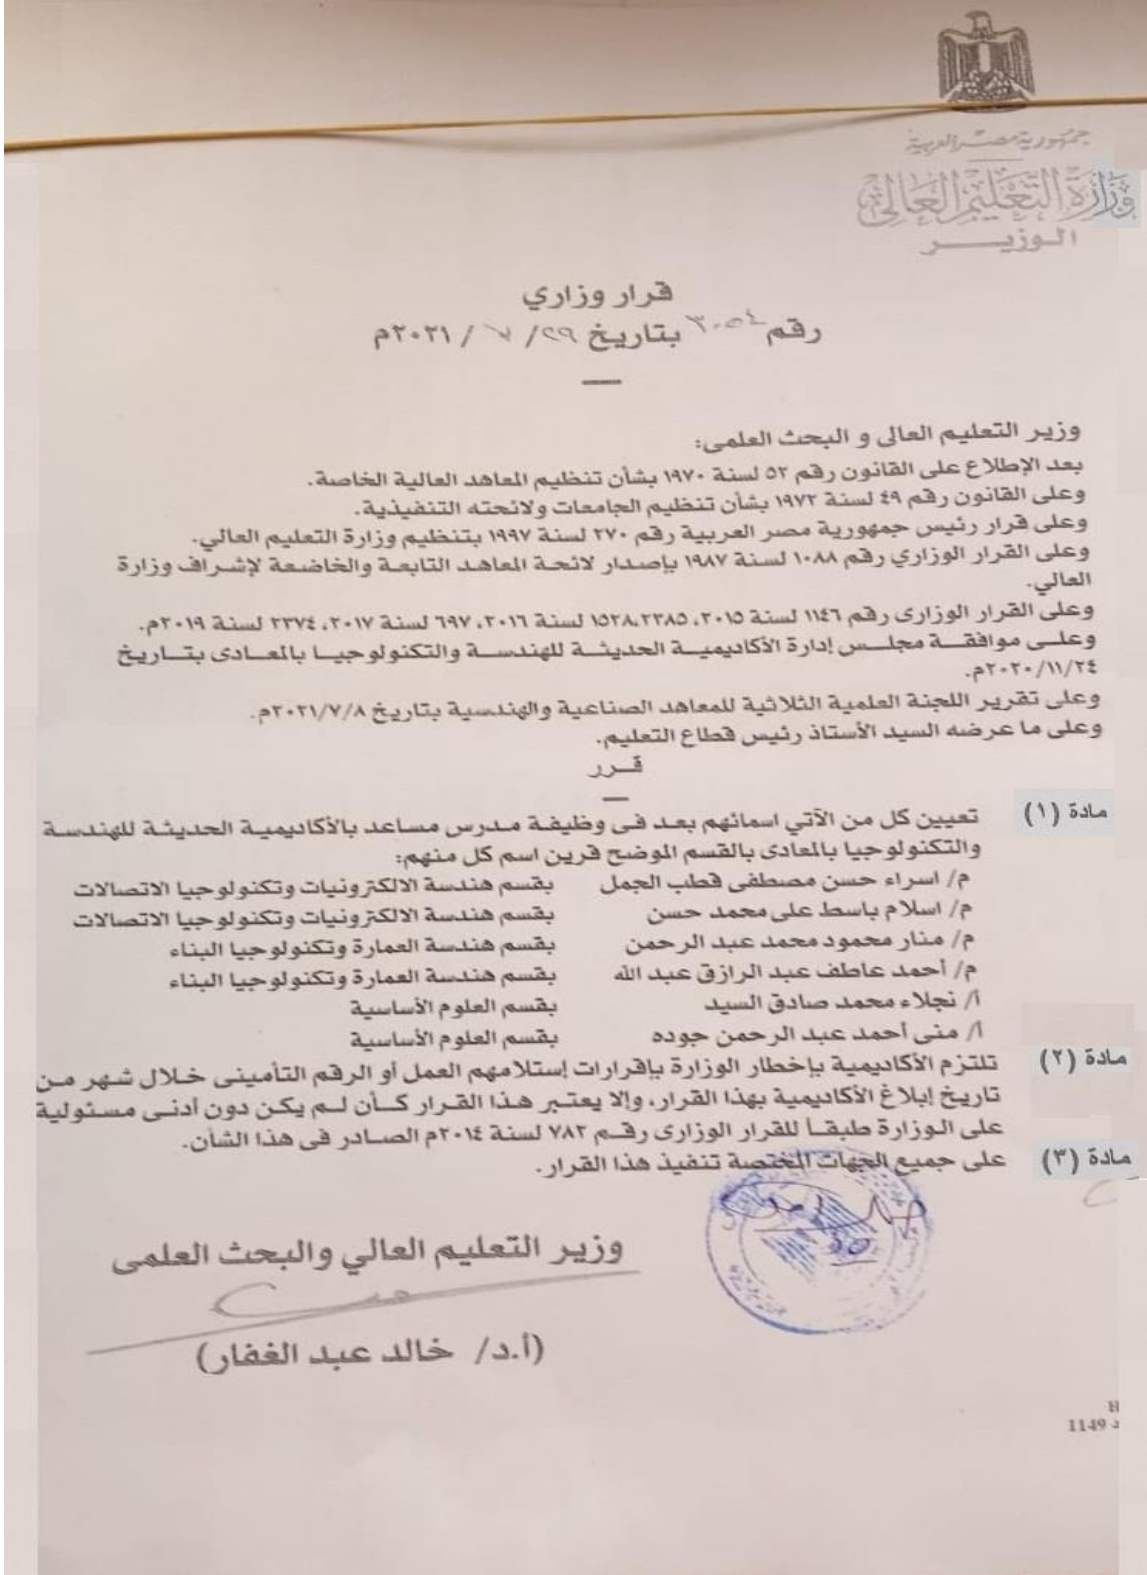 جمهورية مصر العربية
وزارة التعليم العالي
الوزير
قرار وزاري
رقم ٣٠٥٤ بتاريخ ٢٩/ ٧ / ٢٠٢١م
وزير التعليم العالى و البحث العلمى:
بعد الإطلاع على القانون رقم ٥٢ لسنة ١٩٧٠ بشأن تنظيم المعاهد العالية الخاصة.
وعلى القانون رقم ٤٩ لسنة ١٩٧٢ بشأن تنظيم الجامعات ولائحته التنفيذية.
وعلى قرار رئيس جمهورية مصر العربية رقم ٢٧٠ لسنة ١٩٩٧ بتنظيم وزارة التعليم العالي.
وعلى القرار الوزاري رقم ١٠٨٨ لسنة ١٩٨٧ بإصدار لائحة المعاهد التابعة والخاضعة لإشراف وزارة
العالي.
وعلى القرار الوزارى رقم ١١٤٦ لسنة ٢٠١٥، ١٥٢٨،٢٣٨٥ لسنة ٢٠١٦، ٦٩٧ لسنة ٢٠١٧، ٢٣٧٤ لسنة ٢٠١٩م.
وعلى موافقة مجلس إدارة الأكاديمية الحديثة للهندسة والتكنولوجيا بالمعادى بتاريخ
٢٠٢٠/١١/٢٤م.
وعلى تقرير اللجنة العلمية الثلاثية للمعاهد الصناعية والهندسية بتاريخ ٢٠٢١/٧/٨م.
وعلى ما عرضه السيد الأستاذ رئيس قطاع التعليم.
قرر
مادة (١) تعيين كل من الآتي اسمائهم بعد فى وظيفة مدرس مساعد بالأكاديمية الحديثة للهندسة
والتكنولوجيا بالمعادى بالقسم الموضح قرين اسم كل منهم:
م/ اسراء حسن مصطفى قطب الجمل بقسم هندسة الالكترونيات وتكنولوجيا الاتصالات
م/ اسلام باسط على محمد حسن بقسم هندسة الالكترونيات وتكنولوجيا الاتصالات
م/ منار محمود محمد عبد الرحمن بقسم هندسة العمارة وتكنولوجيا البناء
م/ أحمد عاطف عبد الرازق عبد الله بقسم هندسة العمارة وتكنولوجيا البناء
أ/ نجلاء محمد صادق السيد بقسم العلوم الأساسية
أ/ منى أحمد عبد الرحمن جوده بقسم العلوم الأساسية
مادة (٢) تلتزم الأكاديمية بإخطار الوزارة بإقرارات إستلامهم العمل أو الرقم التأمينى خلال شهر من
تاريخ إبلاغ الأكاديمية بهذا القرار، وإلا يعتبر هذا القرار كأن لم يكن دون أدنى مسئولية
على الوزارة طبقاً للقرار الوزارى رقم ٧٨٢ لسنة ٢٠١٤م الصادر فى هذا الشأن.
مادة (٣) على جميع الجهات المختصة تنفيذ هذا القرار.
وزير التعليم العالي والبحث العلمى
(أ.د/ خالد عبد الغفار)
H
1149 د